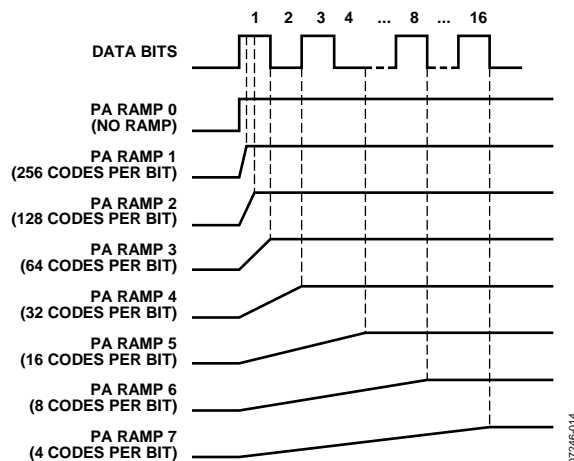 1 2 3 4 ... 8 ... 16
DATA BITS
PA RAMP 0
(NO RAMP)
PA RAMP 1
(256 CODES PER BIT)
PA RAMP 2
(128 CODES PER BIT)
PA RAMP 3
(64 CODES PER BIT)
PA RAMP 4
(32 CODES PER BIT)
PA RAMP 5
(16 CODES PER BIT)
PA RAMP 6
(8 CODES PER BIT)
PA RAMP 7
(4 CODES PER BIT)
07246-014